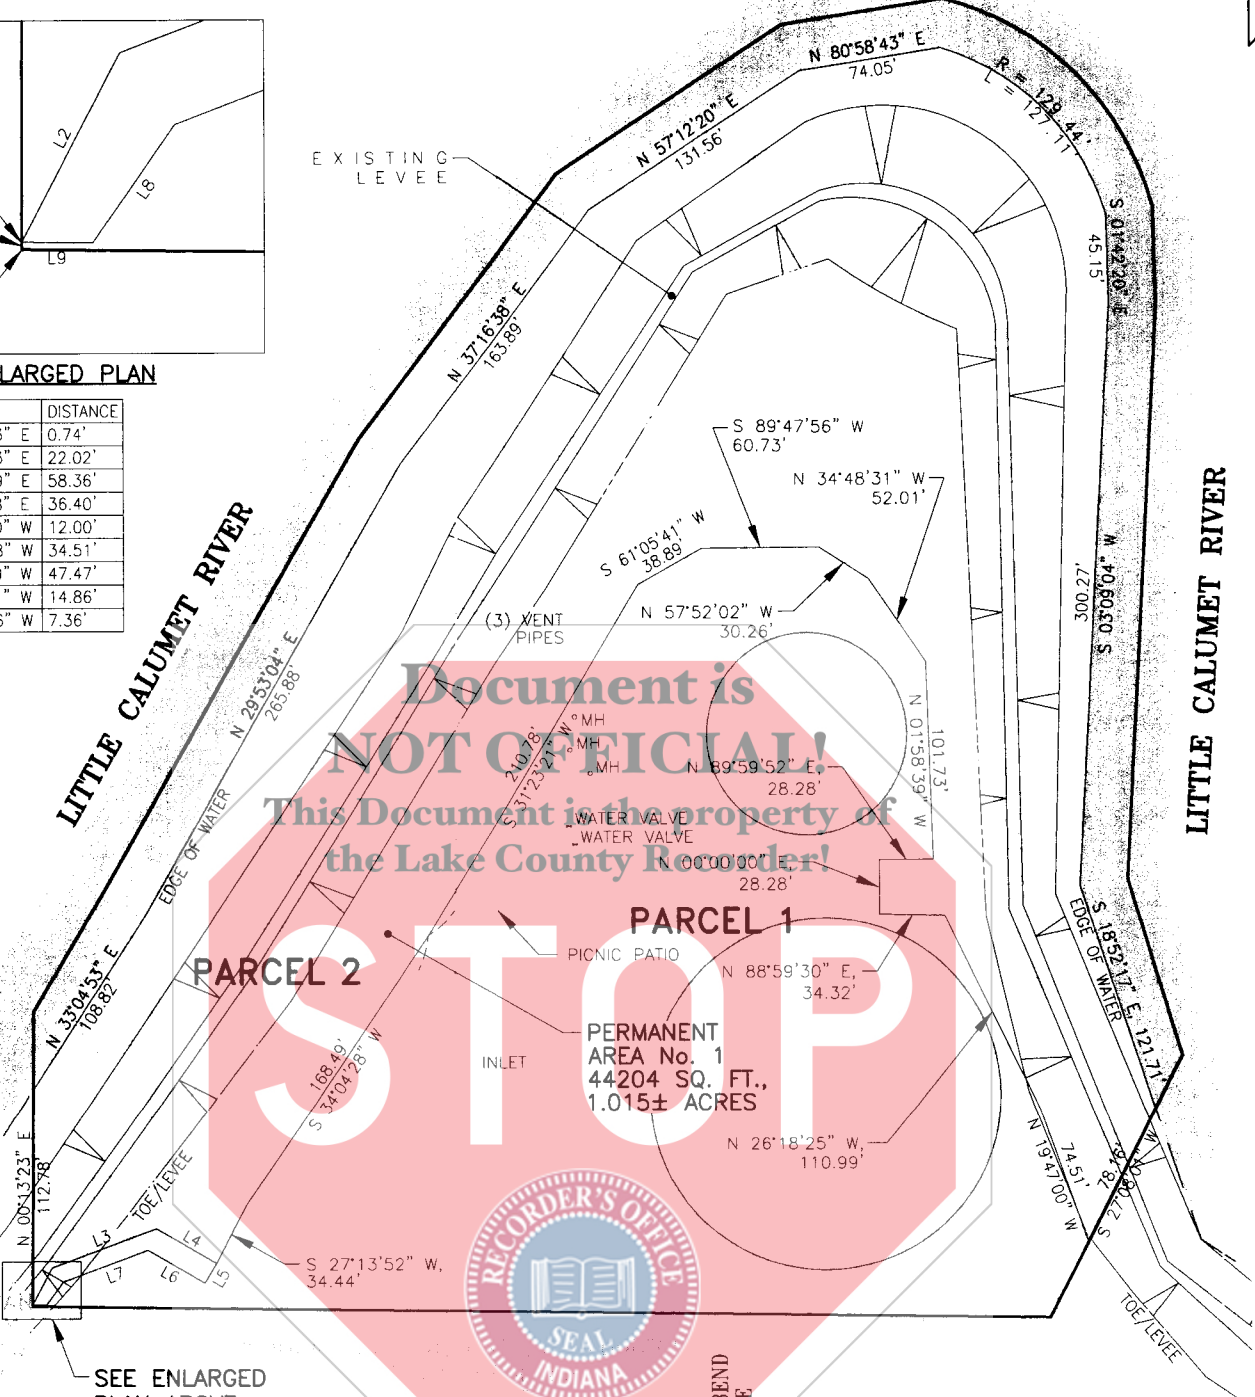 N 80°58'43" E
74.05'
R = 129.44'
L = 127.11'
N 57°12'20" E
131.56'
EXISTING
LEVEE
L2
L8
L9
S 01°42'20" E
45.15'
N 37°16'38" E
163.89'
LARGED PLAN
DISTANCE
" E 0.74'
" E 22.02'
" E 58.36'
" E 36.40'
" W 12.00'
" W 34.51'
" W 47.47'
" W 14.86'
" W 7.36'
S 89°47'56" W
60.73'
N 34°48'31" W
52.01'
S 61°05'41" W
38.89'
N 57°52'02" W
30.26'
LITTLE CALUMET RIVER
LITTLE CALUMET RIVER
300.27'
S 03°09'04" W
(3) VENT
PIPES
N 29°53'04" E
265.88'
Document is
NOT OFFICIAL!
This Document is the property of
the Lake County Recorder!
STOP
MH
MH
MH
210.78'
S 31°23'21" W
N 89°59'52" E,
28.28'
N 01°58'39" W
101.73'
WATER VALVE
WATER VALVE
N 00°00'00" E,
28.28'
EDGE OF WATER
PARCEL 1
PICNIC PATIO
PARCEL 2
N 88°59'30" E,
34.32'
S 18°52'17" E, 121.71'
EDGE OF WATER
N 33°04'53" E
108.82'
PERMANENT
AREA No. 1
44204 SQ. FT.,
1.015± ACRES
INLET
168.49'
S 34°04'28" W
N 26°18'25" W,
110.99'
N 19°47'00" W
74.51'
78.16'
S 27°08'42" W
N 00°13'23" E
112.78'
TOE/LEVEE
L3
L4
L7
L6
L5
S 27°13'52" W,
34.44'
RECORDER'S OFFICE
SEAL
INDIANA
TOE/LEVEE
SEE ENLARGED
PLAN ABOVE
BEND